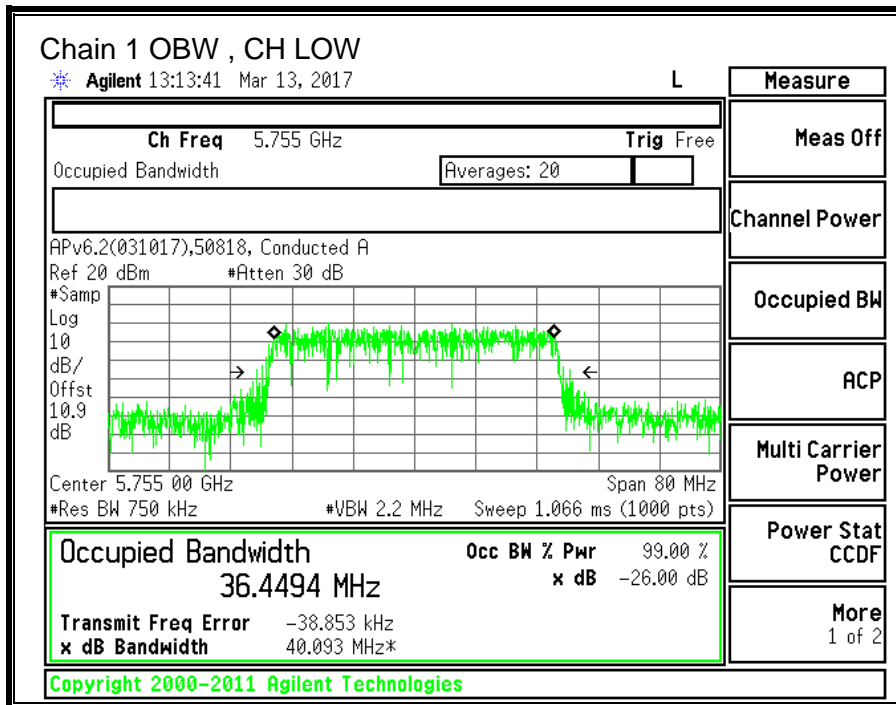 Chain 1 OBW , CH LOW
Agilent 13:13:41 Mar 13, 2017 L
Measure
Ch Freq 5.755 GHz Trig Free
Occupied Bandwidth Averages: 20
APv6.2(031017),50818, Conducted A
Ref 20 dBm #Atten 30 dB
#Samp
Log
10
dB/
Offst
10.9
dB
Center 5.755 00 GHz Span 80 MHz
#Res BW 750 kHz #VBW 2.2 MHz Sweep 1.066 ms (1000 pts)
Occupied Bandwidth
36.4494 MHz
Occ BW % Pwr 99.00 %
x dB -26.00 dB
Transmit Freq Error -38.853 kHz
x dB Bandwidth 40.093 MHz*
Meas Off
Channel Power
Occupied BW
ACP
Multi Carrier
Power
Power Stat
CCDF
More
1 of 2
Copyright 2000-2011 Agilent Technologies